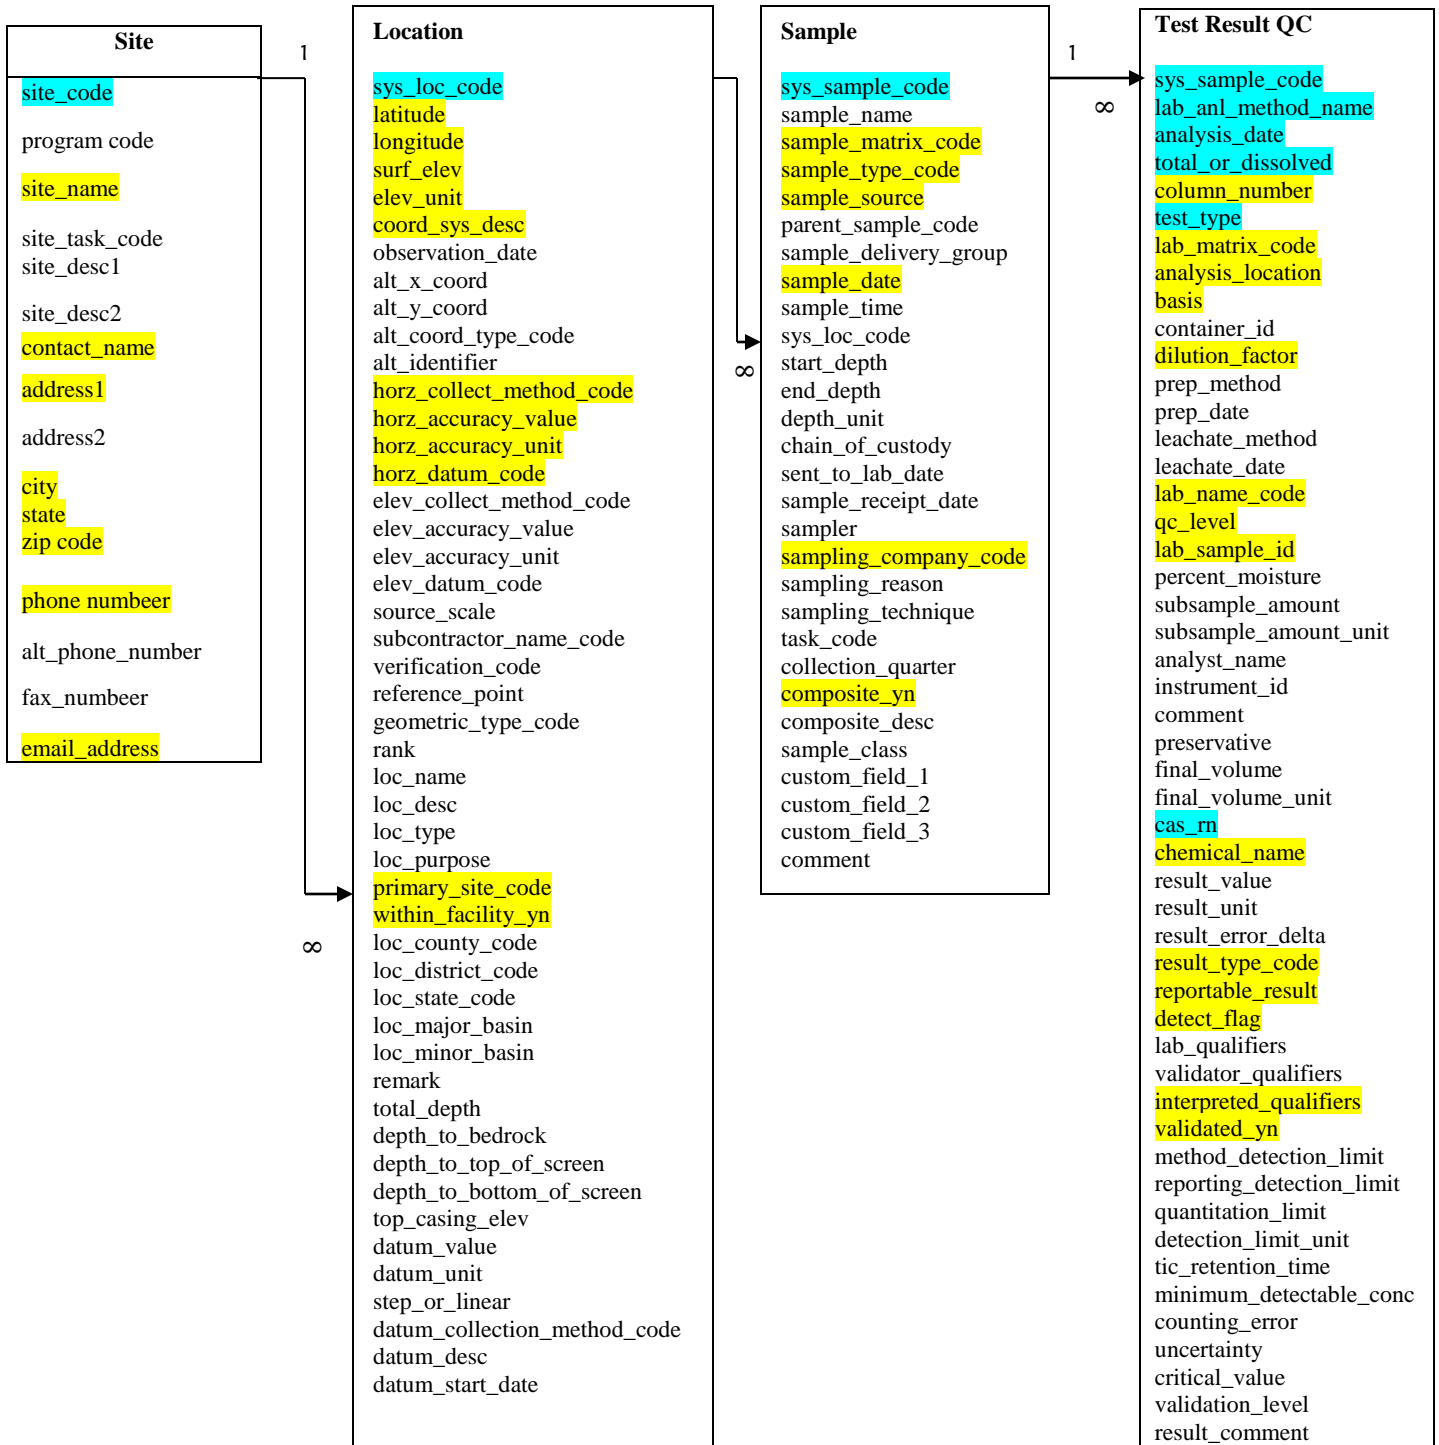 Site
site_code
program code
site_name
site_task_code
site_desc1
site_desc2
contact_name
address1
address2
city
state
zip code
phone numbeer
alt_phone_number
fax_numbeer
email_address
1
∞
Location
sys_loc_code
latitude
longitude
surf_elev
elev_unit
coord_sys_desc
observation_date
alt_x_coord
alt_y_coord
alt_coord_type_code
alt_identifier
horz_collect_method_code
horz_accuracy_value
horz_accuracy_unit
horz_datum_code
elev_collect_method_code
elev_accuracy_value
elev_accuracy_unit
elev_datum_code
source_scale
subcontractor_name_code
verification_code
reference_point
geometric_type_code
rank
loc_name
loc_desc
loc_type
loc_purpose
primary_site_code
within_facility_yn
loc_county_code
loc_district_code
loc_state_code
loc_major_basin
loc_minor_basin
remark
total_depth
depth_to_bedrock
depth_to_top_of_screen
depth_to_bottom_of_screen
top_casing_elev
datum_value
datum_unit
step_or_linear
datum_collection_method_code
datum_desc
datum_start_date
∞
Sample
sys_sample_code
sample_name
sample_matrix_code
sample_type_code
sample_source
parent_sample_code
sample_delivery_group
sample_date
sample_time
sys_loc_code
start_depth
end_depth
depth_unit
chain_of_custody
sent_to_lab_date
sample_receipt_date
sampler
sampling_company_code
sampling_reason
sampling_technique
task_code
collection_quarter
composite_yn
composite_desc
sample_class
custom_field_1
custom_field_2
custom_field_3
comment
1
∞
Test Result QC
sys_sample_code
lab_anl_method_name
analysis_date
total_or_dissolved
column_number
test_type
lab_matrix_code
analysis_location
basis
container_id
dilution_factor
prep_method
prep_date
leachate_method
leachate_date
lab_name_code
qc_level
lab_sample_id
percent_moisture
subsample_amount
subsample_amount_unit
analyst_name
instrument_id
comment
preservative
final_volume
final_volume_unit
cas_rn
chemical_name
result_value
result_unit
result_error_delta
result_type_code
reportable_result
detect_flag
lab_qualifiers
validator_qualifiers
interpreted_qualifiers
validated_yn
method_detection_limit
reporting_detection_limit
quantitation_limit
detection_limit_unit
tic_retention_time
minimum_detectable_conc
counting_error
uncertainty
critical_value
validation_level
result_comment